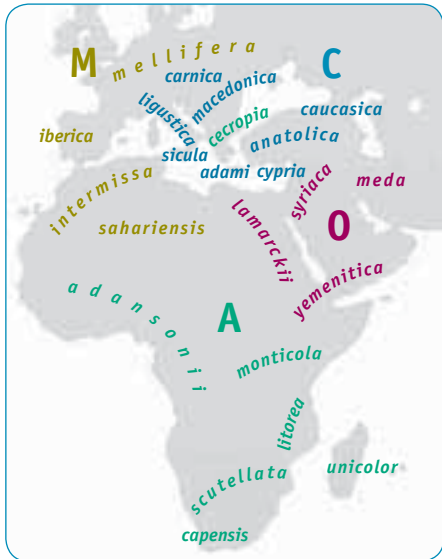 M
mellifera
C
carnica
macedonica
ligustica
caucasica
cecropia
anatolica
iberica
sicula
adami
cypria
syriaca
meda
intermissa
sahariensis
lamarckii
O
yemenitica
adansonii
A
monticola
litorea
unicolor
scutellata
capensis